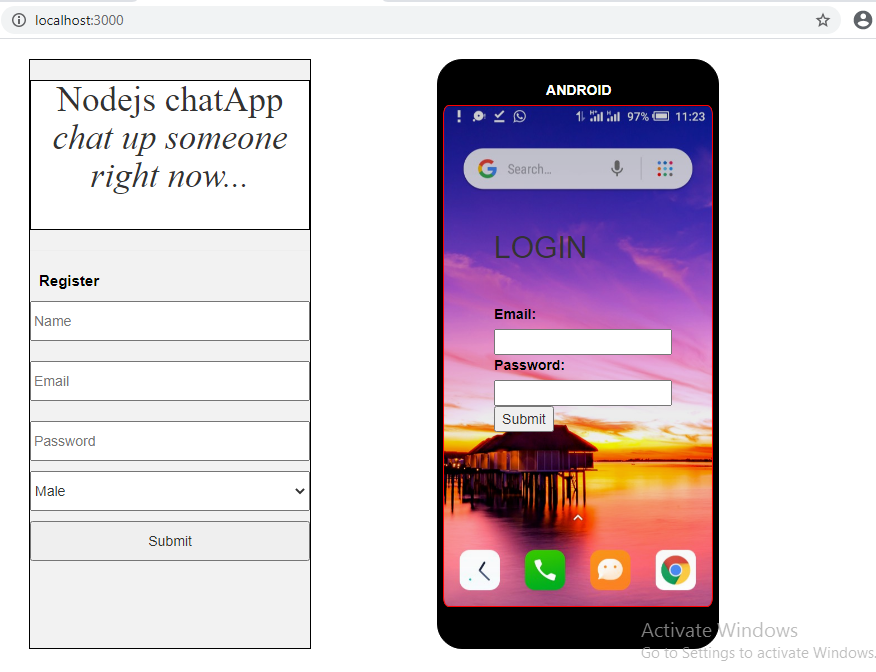 localhost:3000
Nodejs chatApp
chat up someone
right now...
Register
Name
Email
Password
Male
Submit
ANDROID
97% 11:23
Search...
LOGIN
Email:
Password:
Submit
Activate Windows
Go to Settings to activate Windows.